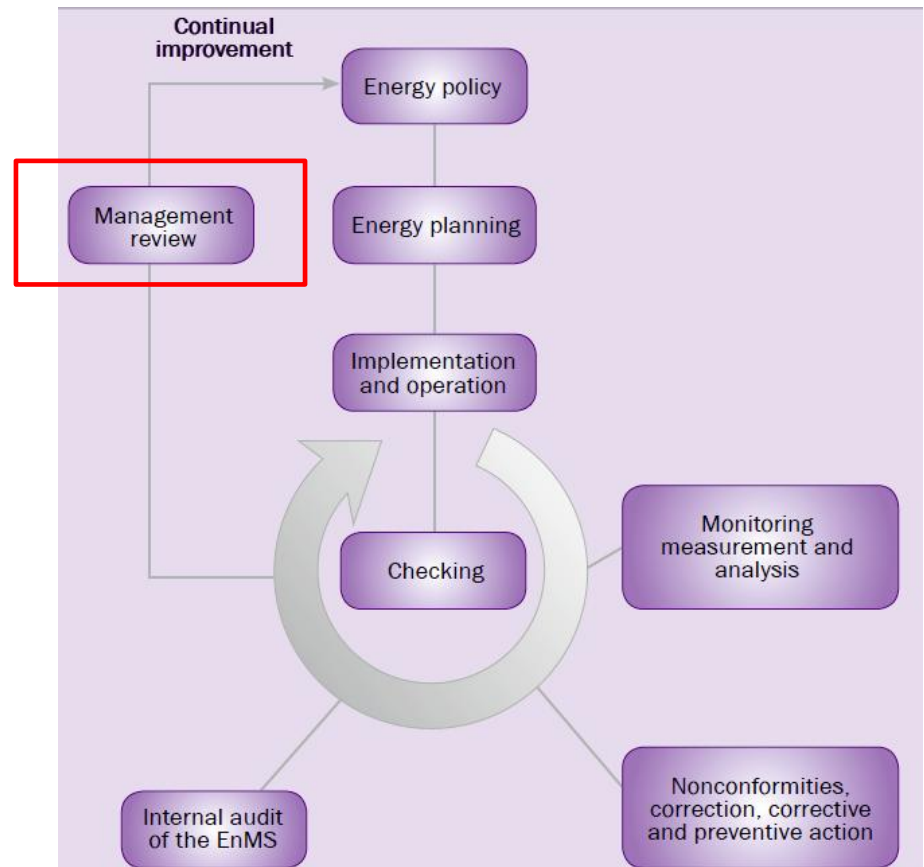 Continual
improvement
Energy policy
Management
review
Energy planning
Implementation
and operation
Checking
Monitoring
measurement and
analysis
Internal audit
of the EnMS
Nonconformities,
correction, corrective
and preventive action